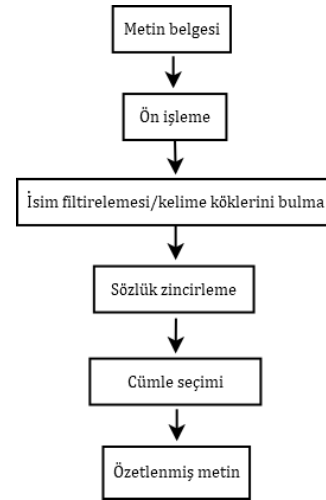 Metin belgesi
Ön işleme
İsim filtirelemesi/kelime köklerini bulma
Sözlük zincirleme
Cümle seçimi
Özetlenmiş metin